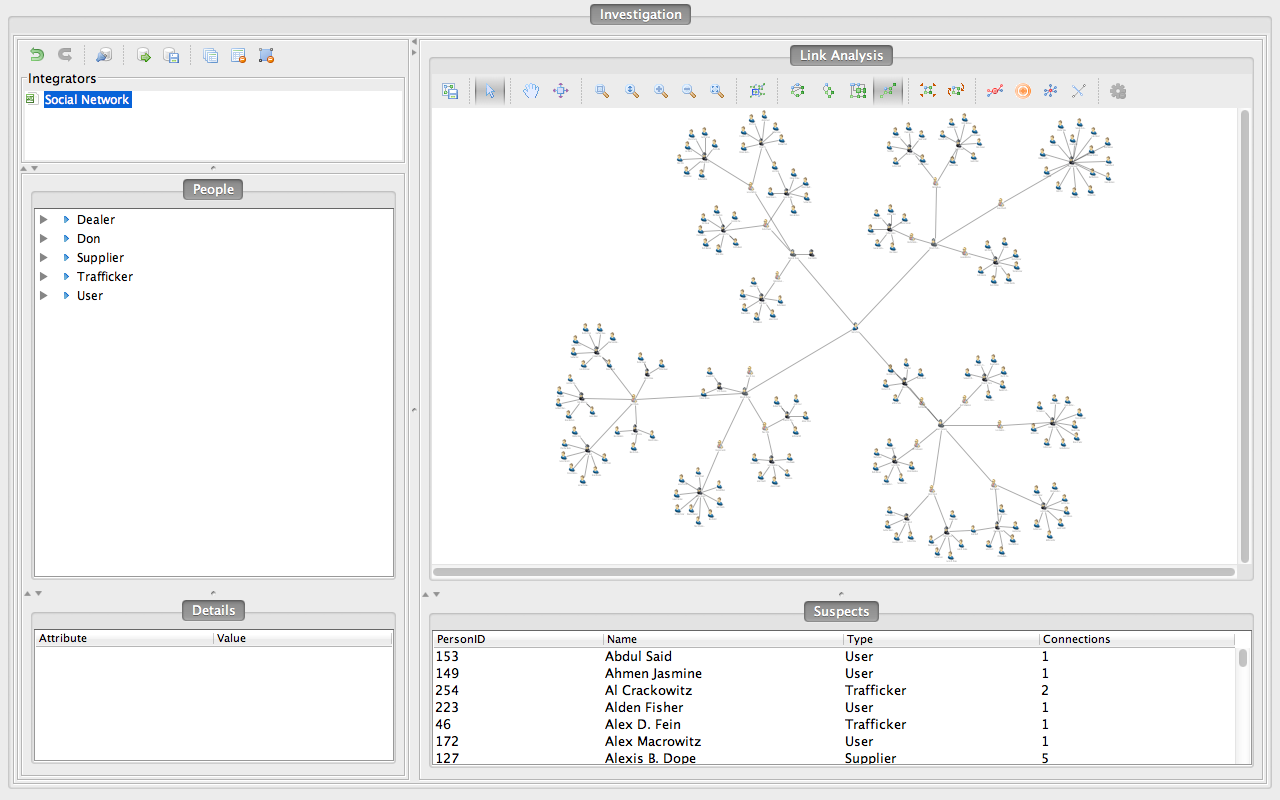 Investigation
Integrators
Social Network
People
Dealer
Don
Supplier
Trafficker
User
Details
Attribute Value
Link Analysis
Suspects
PersonID Name Type Connections
153 Abdul Said User 1
149 Ahmen Jasmine User 1
254 Al Crackowitz Trafficker 2
223 Alden Fisher User 1
46 Alex D. Fein Trafficker 1
172 Alex Macrowitz User 1
127 Alexis B. Dope Supplier 5